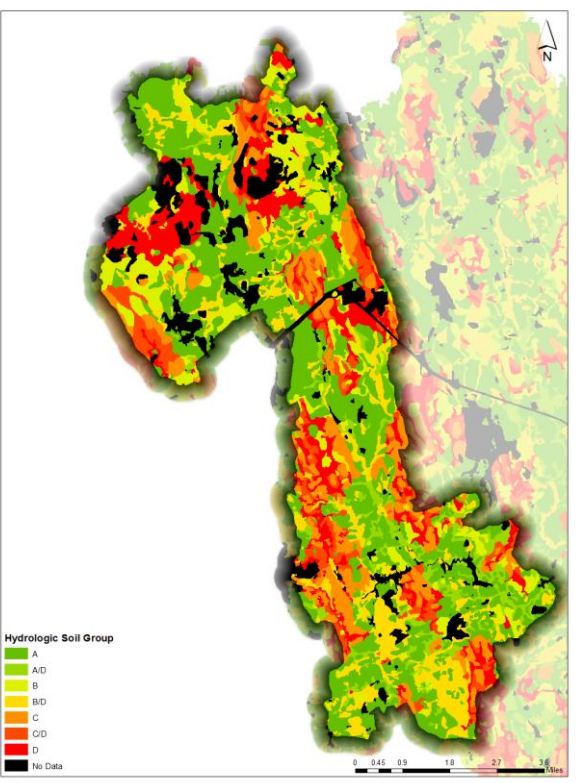 N
Hydrologic Soil Group
A
A/D
B
B/D
C
C/D
D
No Data
0 0.45 0.9 1.8 2.7 3.6
Miles